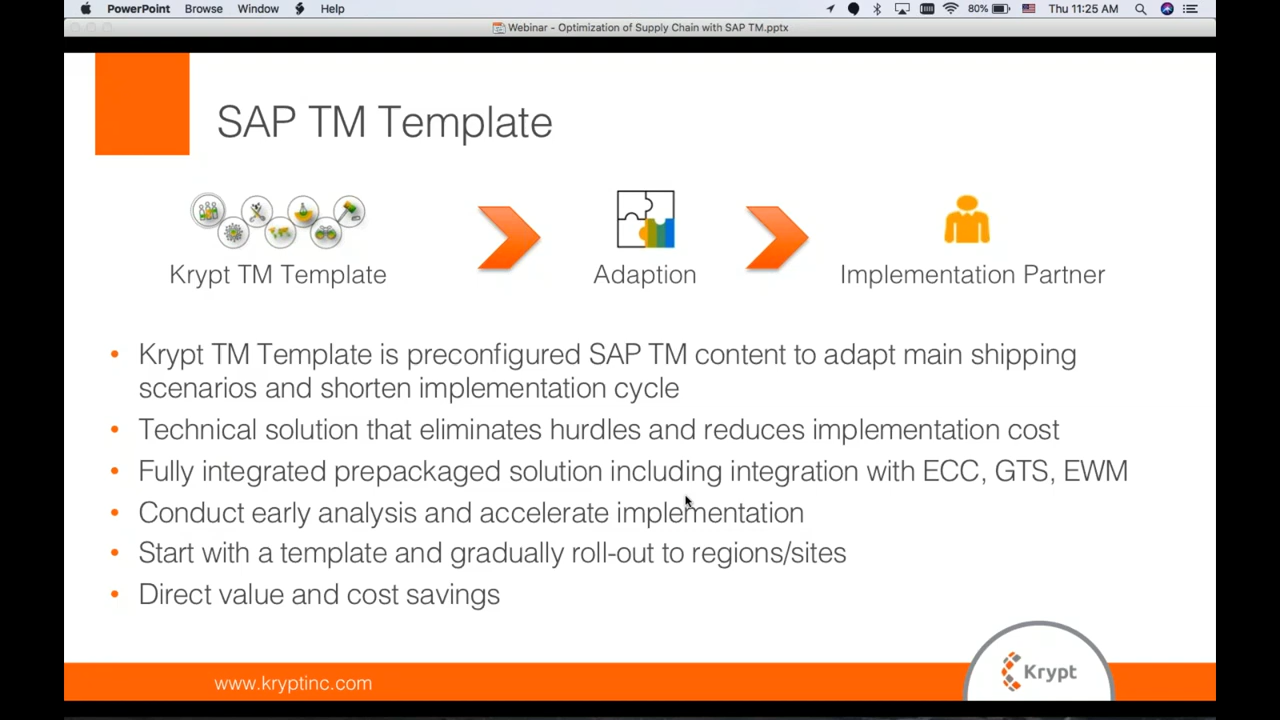 PowerPoint Browse Window Help 80% Thu 11:25 AM
Webinar - Optimization of Supply Chain with SAP TM.pptx
SAP TM Template
Krypt TM Template
Adaption
Implementation Partner
• Krypt TM Template is preconfigured SAP TM content to adapt main shipping
scenarios and shorten implementation cycle
• Technical solution that eliminates hurdles and reduces implementation cost
• Fully integrated prepackaged solution including integration with ECC, GTS, EWM
• Conduct early analysis and accelerate implementation
• Start with a template and gradually roll-out to regions/sites
• Direct value and cost savings
www.kryptinc.com
Krypt